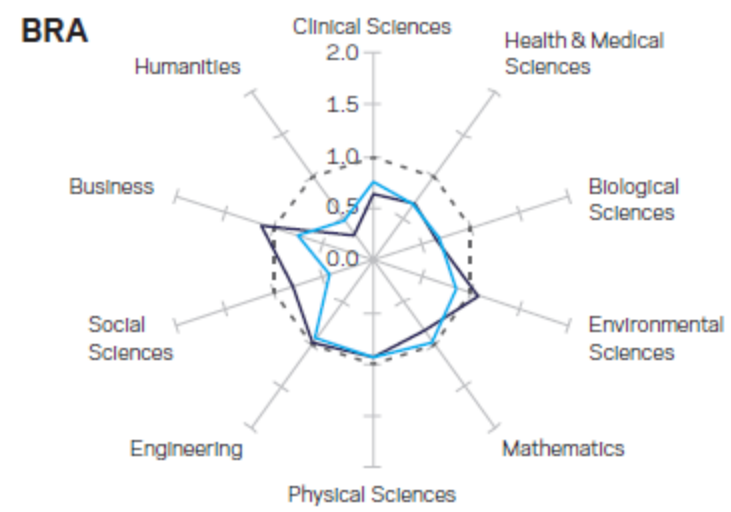 BRA
Clinical Sciences
2.0
1.5
1.0
0.5
0.0
Health & Medical
Sciences
Biological
Sciences
Environmental
Sciences
Mathematics
Physical Sciences
Engineering
Social
Sciences
Business
Humanities